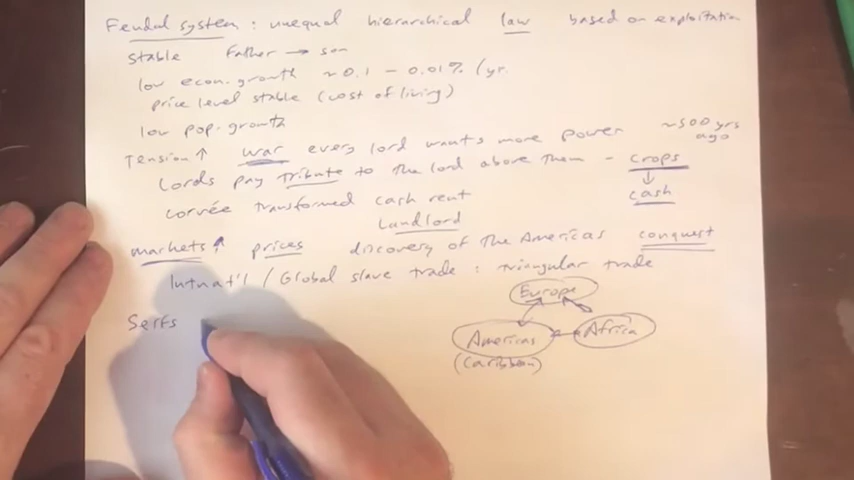 Feudal system : unequal hierarchical law based on exploitation
stable Father → son
low econ. growth ~0.1 - 0.01% /yr.
price level stable (cost of living)
low pop. growth
Tension ↑ war every lord wants more power ~500 yrs ago
Lords pay tribute to the lord above them - crops
↓
corvée transformed cash rent cash
Landlord
markets ↑ prices discovery of the Americas conquest
Intnat'l / Global slave trade : triangular trade
Europe
Serfs
Americas ↔ Africa
(Caribbean)